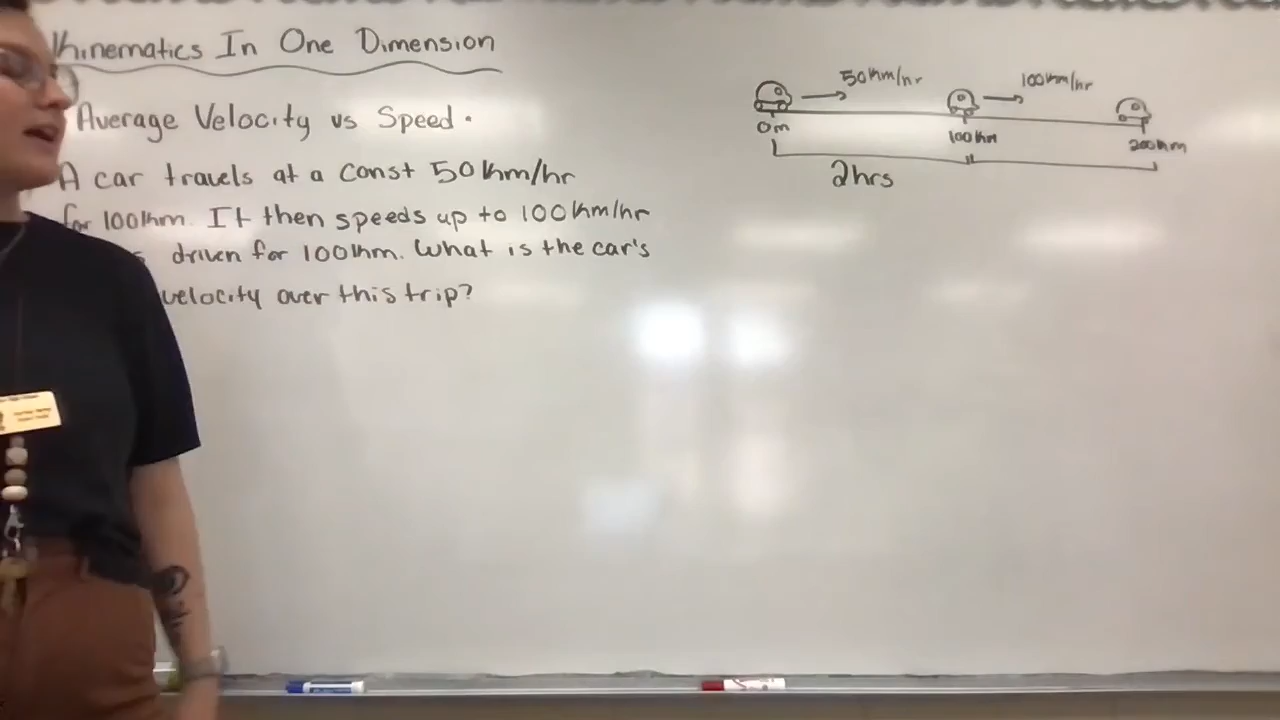 Kinematics In One Dimension
Average Velocity vs Speed.
A car travels at a const 50km/hr
for 100km. It then speeds up to 100km/hr
driven for 100km. What is the car's
velocity over this trip?
50km/hr
100km/hr
0m
100km
200km
2hrs